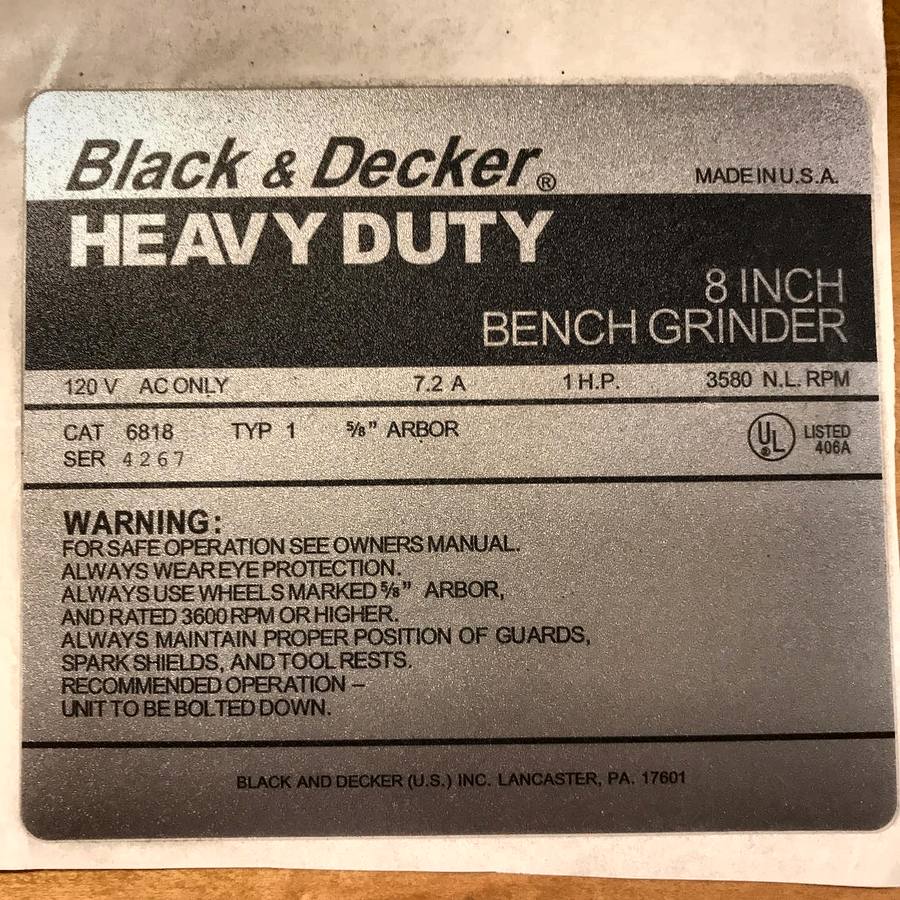 Black & Decker®
MADE IN U.S.A.
HEAVY DUTY
8 INCH
BENCH GRINDER
120 V AC ONLY 7.2 A 1 H.P. 3580 N.L. RPM
CAT 6818 TYP 1 5/8" ARBOR
SER 4267
UL® LISTED
406A
WARNING:
FOR SAFE OPERATION SEE OWNERS MANUAL.
ALWAYS WEAR EYE PROTECTION.
ALWAYS USE WHEELS MARKED 5/8" ARBOR,
AND RATED 3600 RPM OR HIGHER.
ALWAYS MAINTAIN PROPER POSITION OF GUARDS,
SPARK SHIELDS, AND TOOL RESTS.
RECOMMENDED OPERATION –
UNIT TO BE BOLTED DOWN.
BLACK AND DECKER (U.S.) INC. LANCASTER, PA. 17601